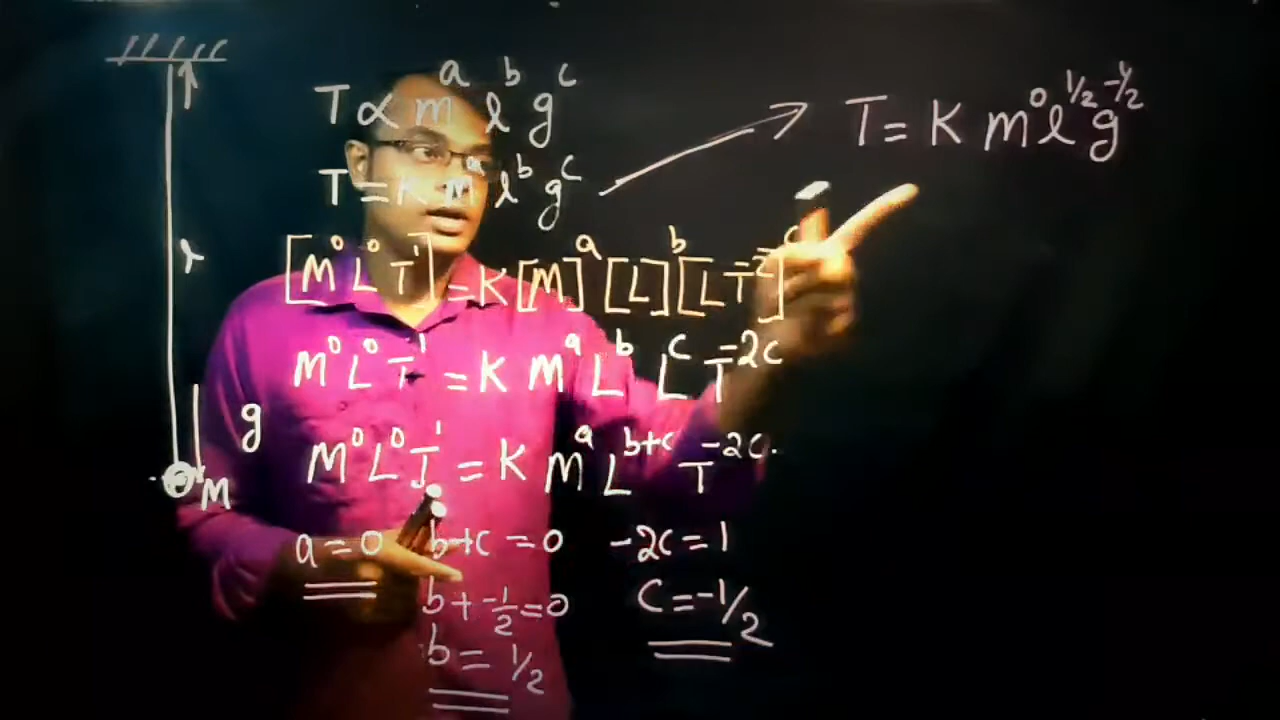 T ∝ m^a l^b g^c
T = K m l^b g^c
T = K m^0 l^1/2 g^-1/2
[M^0 L^0 T^1] = K [M]^a [L]^b [L T^-2]^c
l
M^0 L^0 T^1 = K M^a L^b L^c T^-2c
g
M^0 L^0 T^1 = K M^a L^b+c T^-2c
M
a = 0 b+c = 0 -2c = 1
b + -1/2 = 0 c = -1/2
b = 1/2